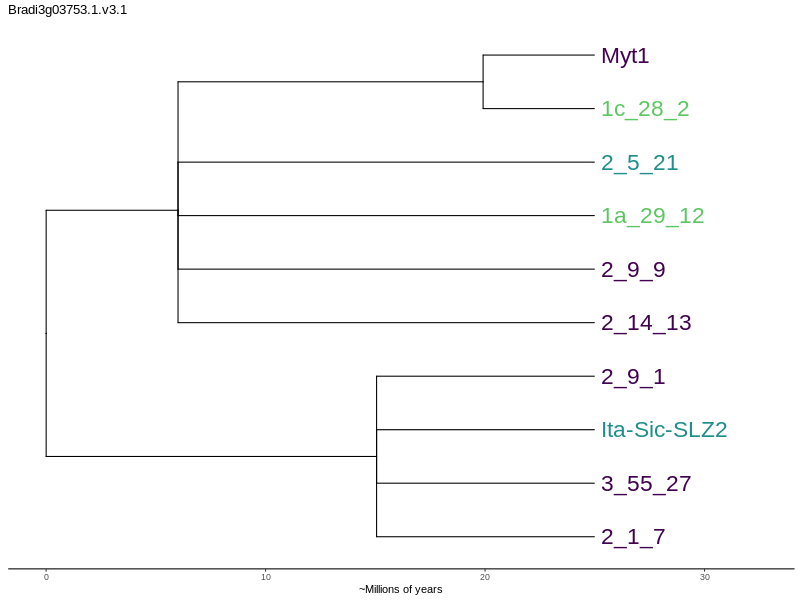 Bradi3g03753.1.v3.1
Myt1
1c_28_2
2_5_21
1a_29_12
2_9_9
2_14_13
2_9_1
Ita-Sic-SLZ2
3_55_27
2_1_7
0 10 20 30
~Millions of years